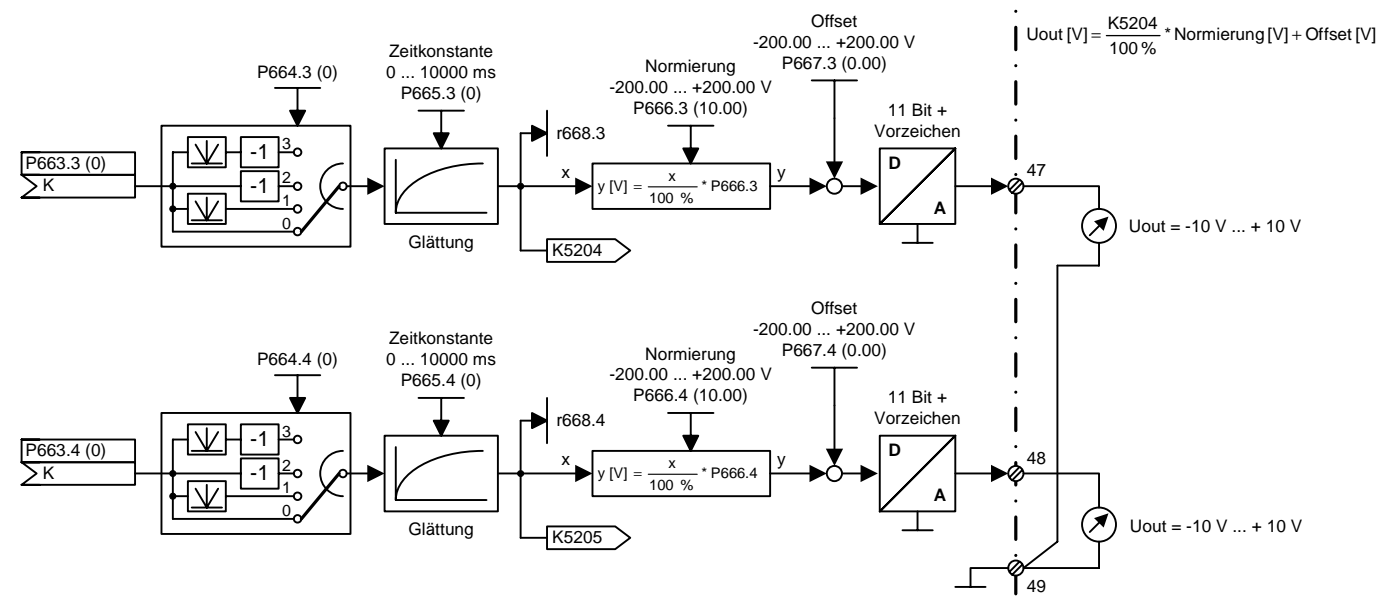 Uout [V] = K5204 / 100 % * Normierung [V] + Offset [V]
Offset
-200.00 ... +200.00 V
P667.3 (0.00)
Zeitkonstante
0 ... 10000 ms
P665.3 (0)
Normierung
-200.00 ... +200.00 V
P666.3 (10.00)
P664.3 (0)
11 Bit +
Vorzeichen
r668.3
P663.3 (0)
K
-1
3
-1
2
1
0
Glättung
x
y [V] = x / 100 % * P666.3
y
D
A
47
K5204
Uout = -10 V ... + 10 V
Offset
-200.00 ... +200.00 V
P667.4 (0.00)
Zeitkonstante
0 ... 10000 ms
P665.4 (0)
Normierung
-200.00 ... +200.00 V
P666.4 (10.00)
P664.4 (0)
11 Bit +
Vorzeichen
r668.4
P663.4 (0)
K
-1
3
-1
2
1
0
Glättung
x
y [V] = x / 100 % * P666.4
y
D
A
48
K5205
Uout = -10 V ... + 10 V
49